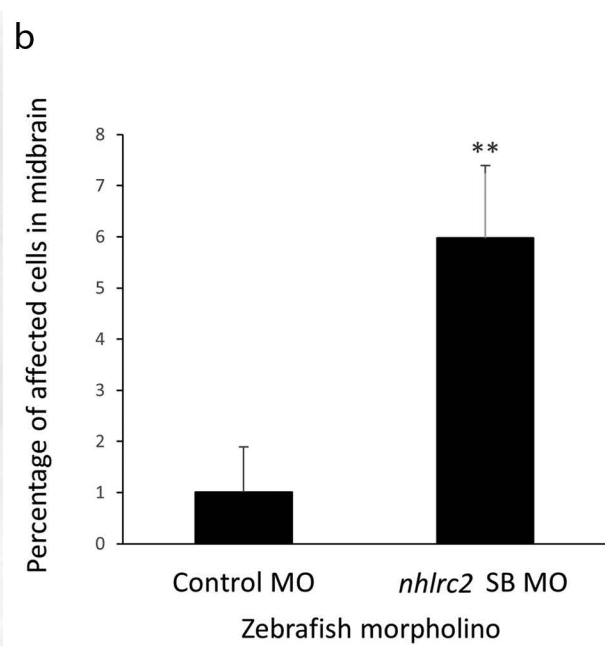 b
Percentage of affected cells in midbrain
8
7
6
5
4
3
2
1
0
**
Control MO
nhlrc2 SB MO
Zebrafish morpholino